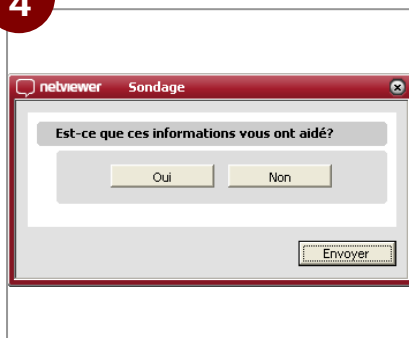 4
netviewer Sondage
Est-ce que ces informations vous ont aidé?
Oui Non
Envoyer